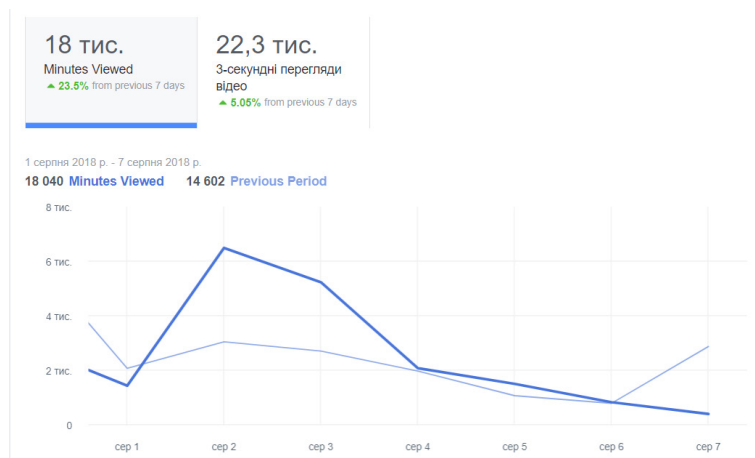 18 тис.
Minutes Viewed
23.5% from previous 7 days
22,3 тис.
3-секундні перегляди
відео
5.05% from previous 7 days
1 серпня 2018 р. - 7 серпня 2018 р.
18 040 Minutes Viewed 14 602 Previous Period
8 тис.
6 тис.
4 тис.
2 тис.
0
сер 1 сер 2 сер 3 сер 4 сер 5 сер 6 сер 7